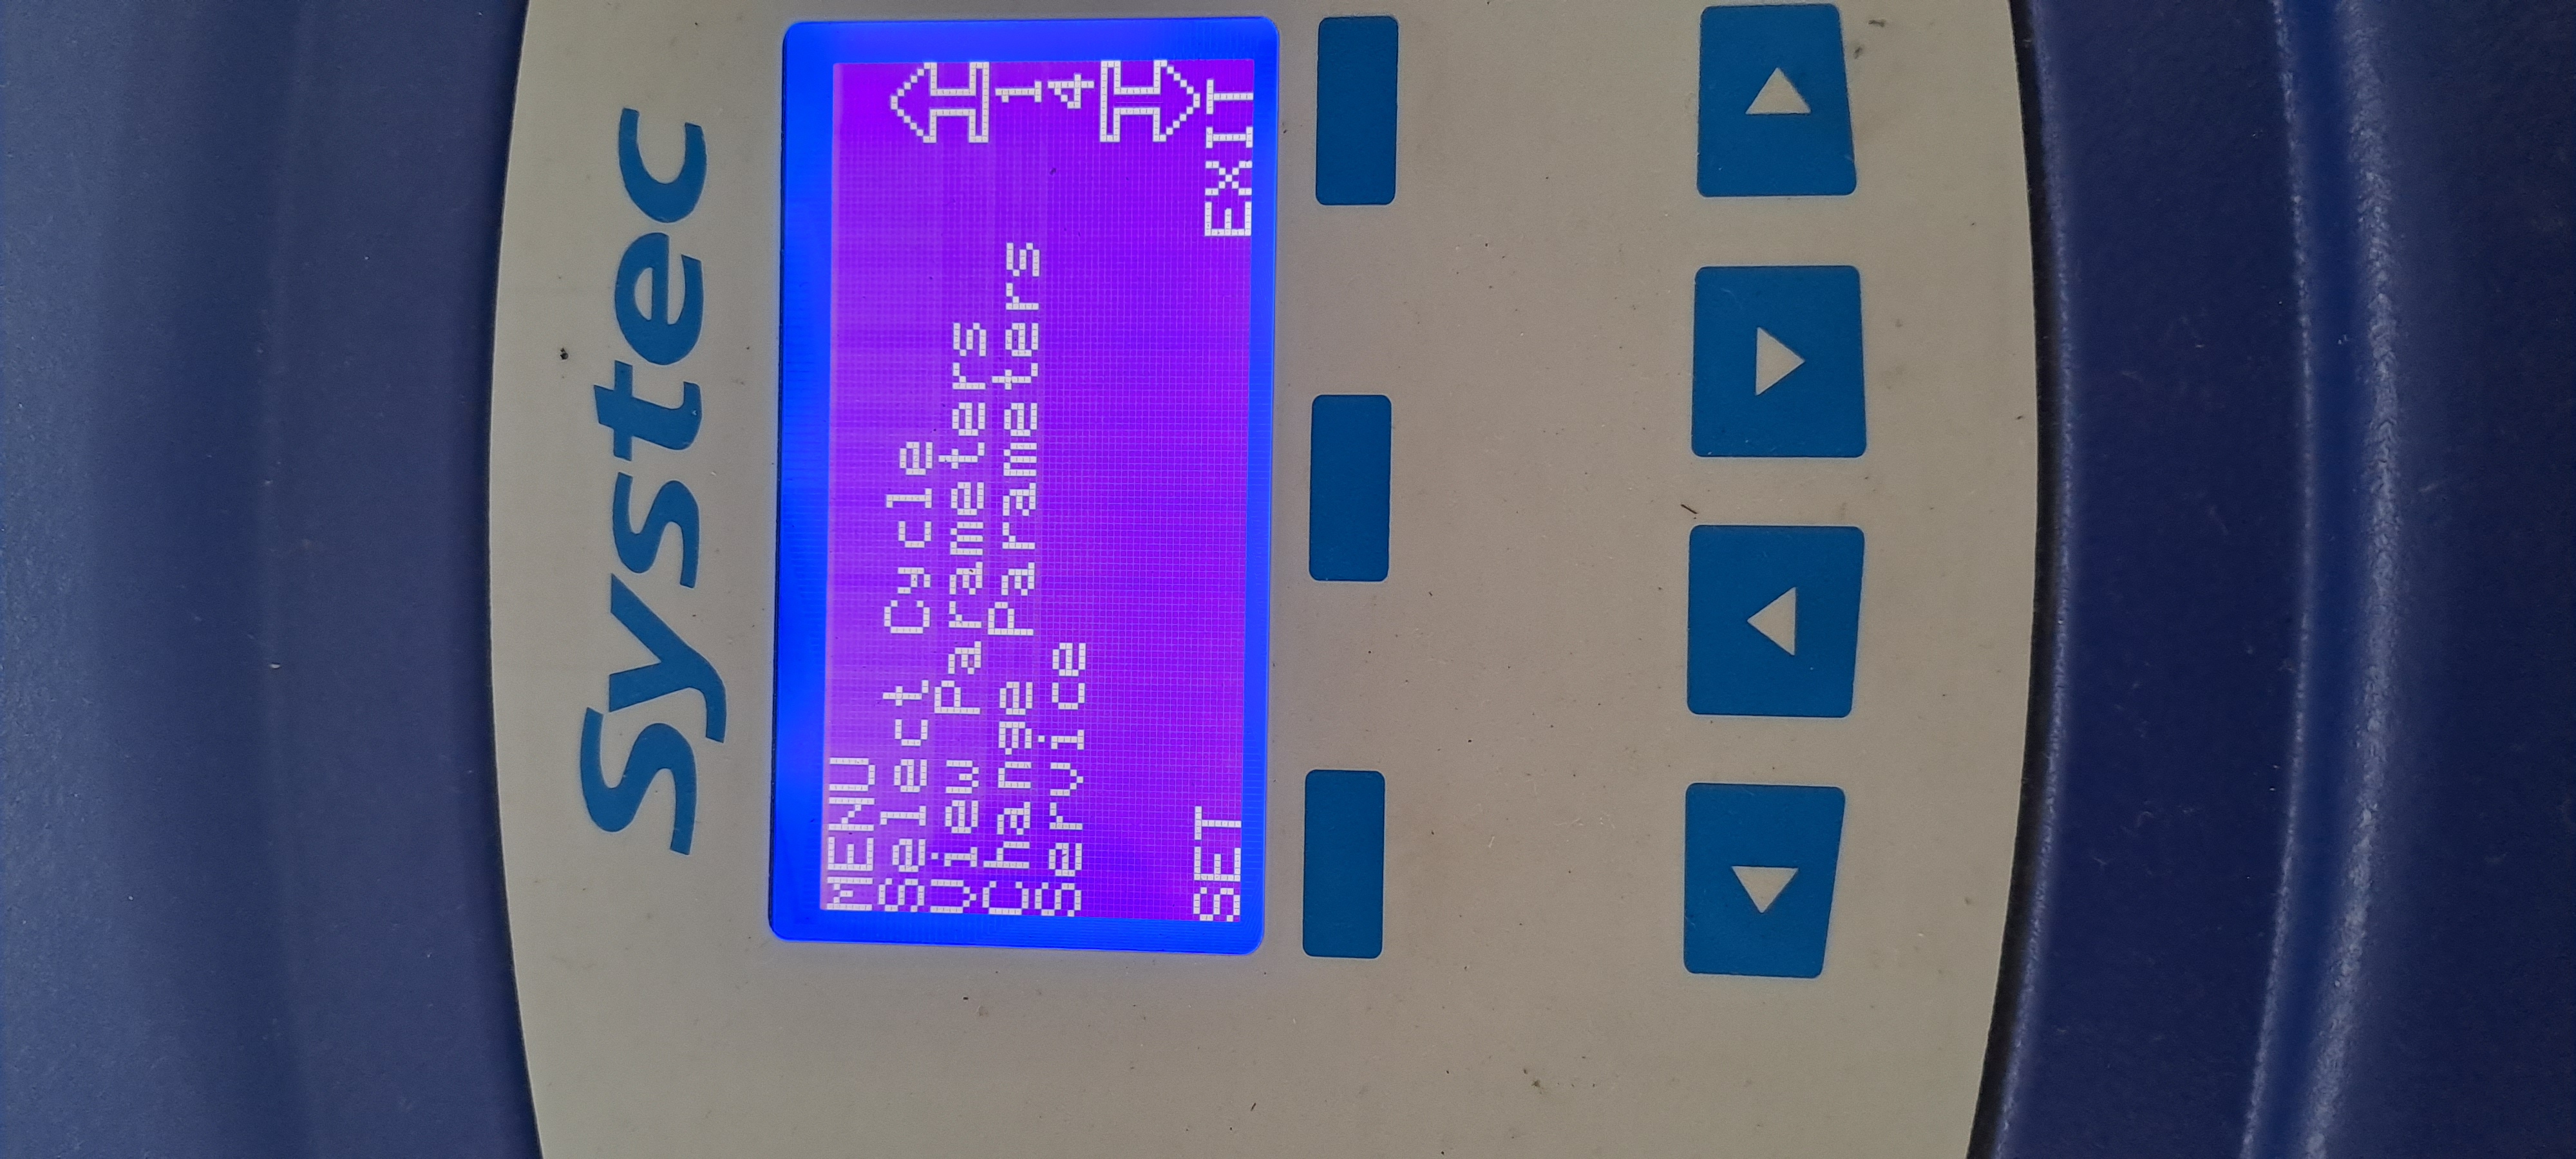 Systec
MENU
Select Cycle
View Parameters
Change Parameters
Service
1
4
SET EXIT